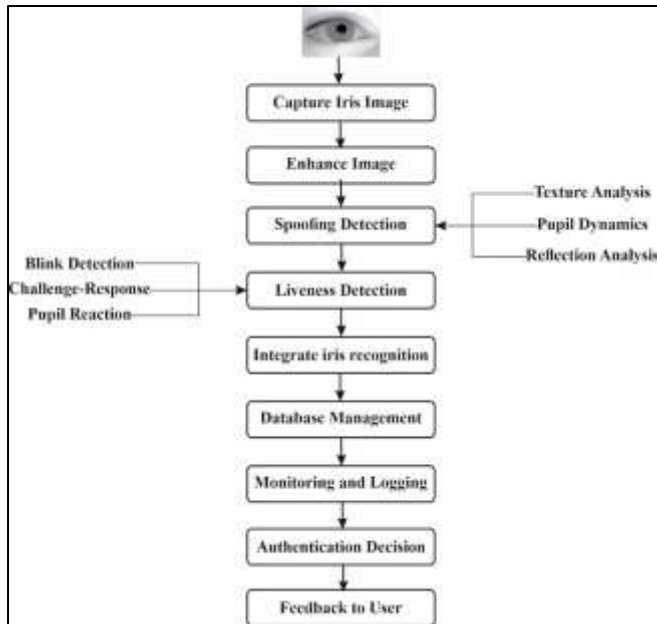 Capture Iris Image
Enhance Image
Texture Analysis
Spoofing Detection
Pupil Dynamics
Reflection Analysis
Blink Detection
Challenge-Response
Liveness Detection
Pupil Reaction
Integrate iris recognition
Database Management
Monitoring and Logging
Authentication Decision
Feedback to User